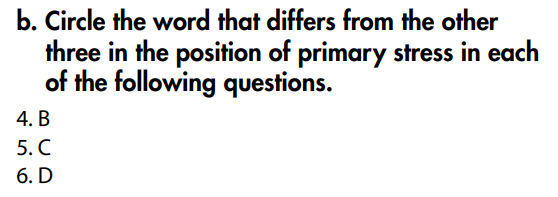 b. Circle the word that differs from the other
three in the position of primary stress in each
of the following questions.
4. B
5. C
6. D